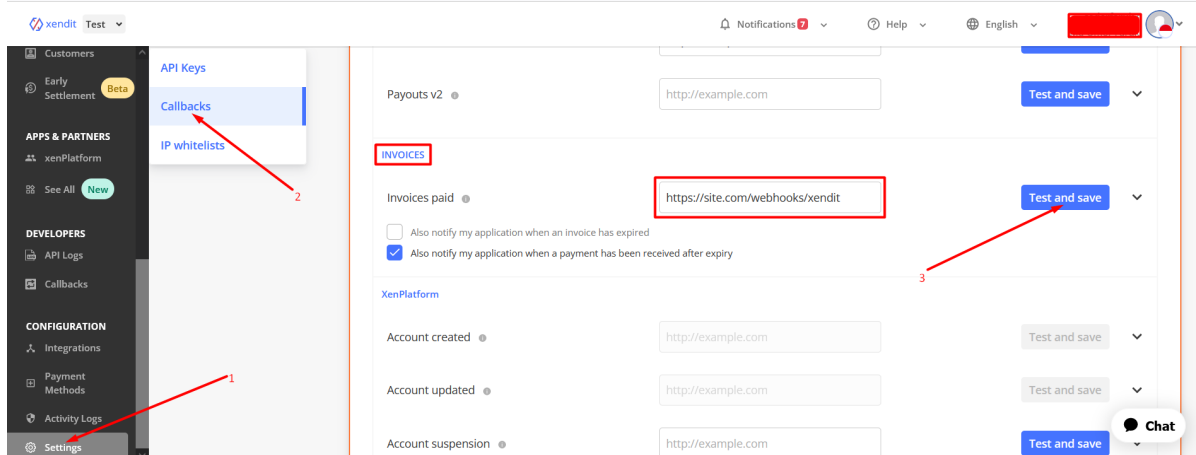 xendit Test
Notifications 7
Help
English
Customers
Early
Settlement
Beta
APPS & PARTNERS
xenPlatform
See All New
DEVELOPERS
API Logs
Callbacks
CONFIGURATION
Integrations
Payment
Methods
Activity Logs
Settings
1
API Keys
Callbacks
IP whitelists
2
Payouts v2 http://example.com Test and save
INVOICES
Invoices paid https://site.com/webhooks/xendit Test and save
Also notify my application when an invoice has expired
Also notify my application when a payment has been received after expiry
3
XenPlatform
Account created http://example.com Test and save
Account updated http://example.com Test and save
Account suspension http://example.com Test and save
Chat